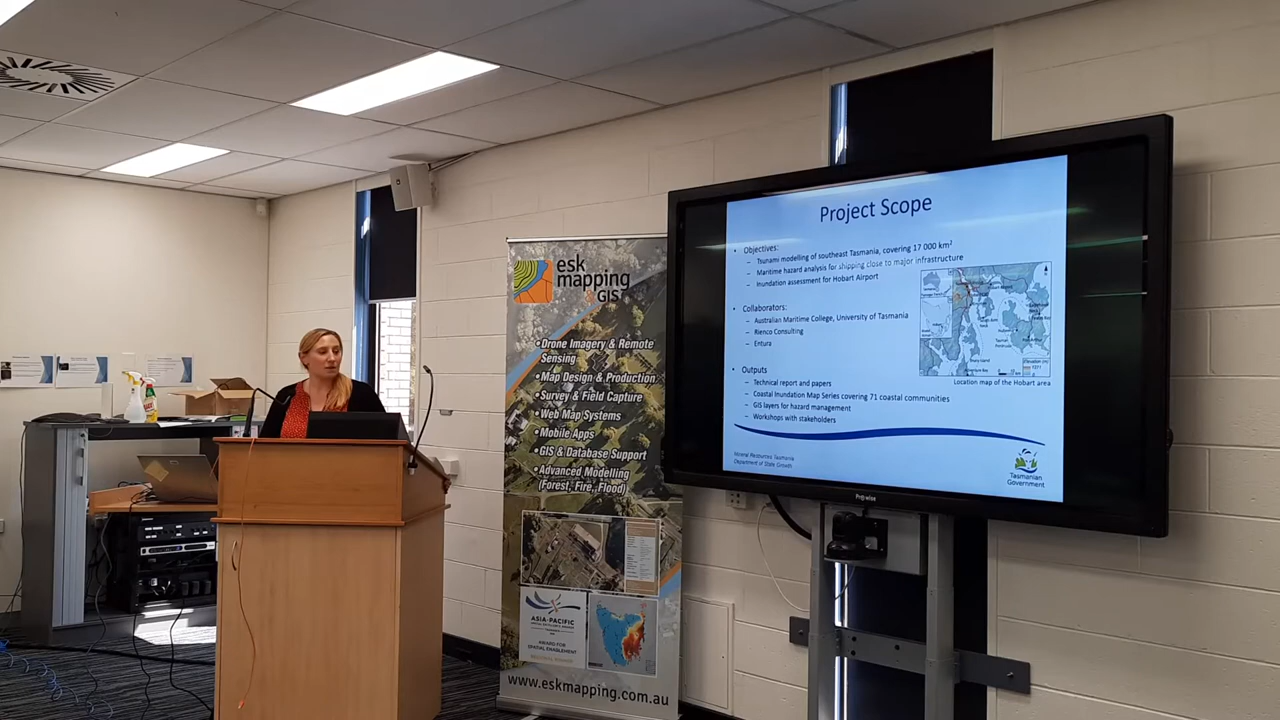 esk
mapping
GIS
•Drone Imagery & Remote
Sensing
•Map Design & Production
•Survey & Field Capture
•Web Map Systems
•Mobile Apps
•GIS & Database Support
•Advanced Modelling
(Forest, Fire, Flood)
ASIA-PACIFIC
AWARD FOR
SPATIAL ENABLEMENT
www.eskmapping.com.au
Project Scope
• Objectives:
– Tsunami modelling of southeast Tasmania, covering 17 000 km²
– Maritime hazard analysis for shipping close to major infrastructure
– Inundation assessment for Hobart Airport
• Collaborators:
– Australian Maritime College, University of Tasmania
– Rienco Consulting
– Entura
• Outputs
– Technical report and papers
– Coastal Inundation Map Series covering 71 coastal communities
– GIS layers for hazard management
– Workshops with stakeholders
Location map of the Hobart area
Mineral Resources Tasmania
Department of State Growth
Tasmanian
Government
Prowise